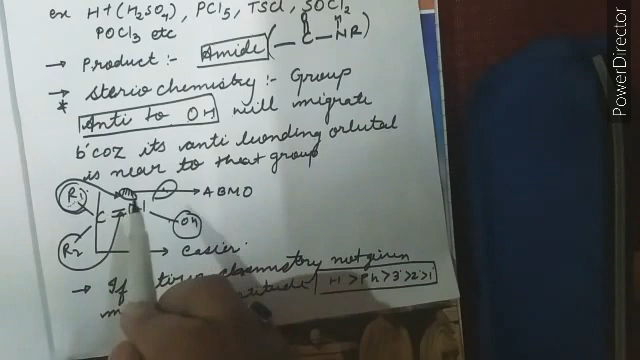 ex H+(H2SO4), PCl5, TsCl, SOCl2
POCl3 etc
→ Product :- Amide ( — C — NR )
O H
→ sterio chemistry :- Group
* Anti to OH will migrate
b'coz its anti bonding orbital
is near to that group
R1 → ABMO
C = N
OH
R2 → Easier
→ If chemistry not given
H > Ph > 3° > 2° > 1°
PowerDirector